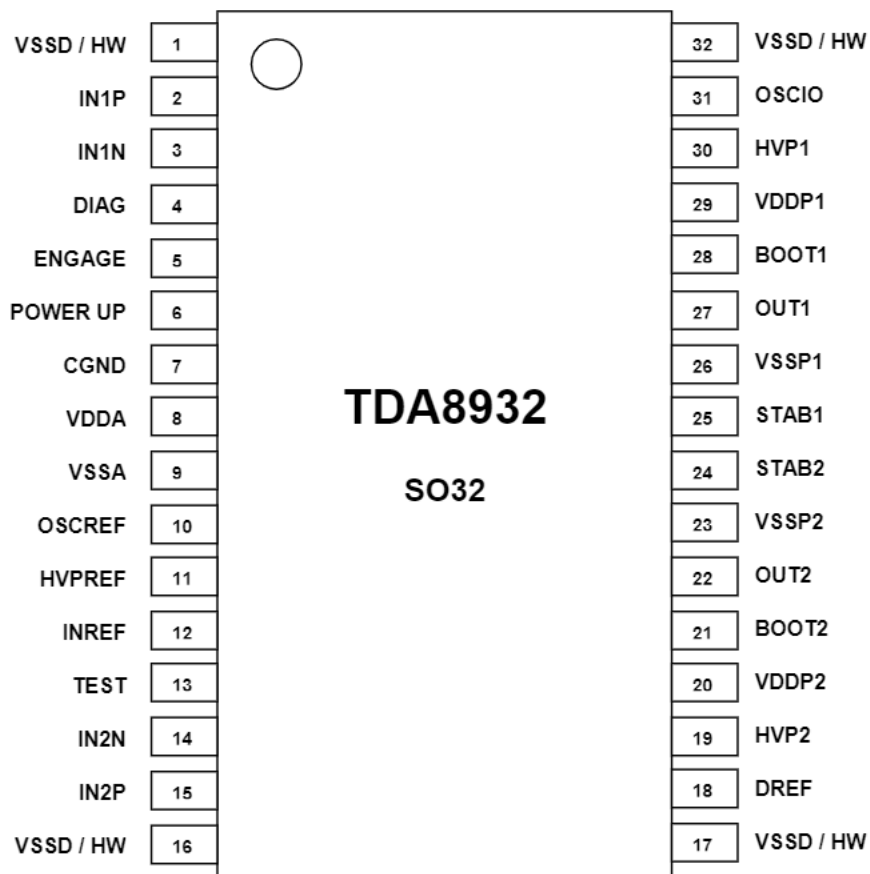 VSSD / HW 1 32 VSSD / HW
IN1P 2 31 OSCIO
IN1N 3 30 HVP1
DIAG 4 29 VDDP1
ENGAGE 5 28 BOOT1
POWER UP 6 27 OUT1
CGND 7 26 VSSP1
VDDA 8 25 STAB1
VSSA 9 24 STAB2
OSCREF 10 23 VSSP2
HVPREF 11 22 OUT2
INREF 12 21 BOOT2
TEST 13 20 VDDP2
IN2N 14 19 HVP2
IN2P 15 18 DREF
VSSD / HW 16 17 VSSD / HW
TDA8932
SO32